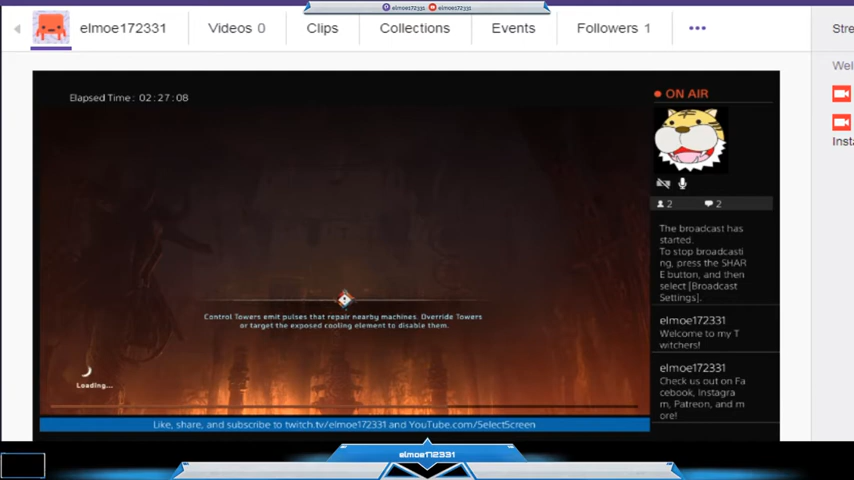 elmoe172331 elmoe172331
elmoe172331 Videos 0 Clips Collections Events Followers 1 •••
Stre
Wel
Insta
Elapsed Time : 02:27:08
Control Towers emit pulses that repair nearby machines. Override Towers
or target the exposed cooling element to disable them.
Loading...
Like, share, and subscribe to twitch.tv/elmoe172331 and YouTube.com/SelectScreen
ON AIR
2 2
The broadcast has
started.
To stop broadcasti
ng, press the SHAR
E button, and then
select [Broadcast
Settings].
elmoe172331
Welcome to my T
witchers!
elmoe172331
Check us out on Fa
cebook, Instagra
m, Patreon, and m
ore!
elmoe172331